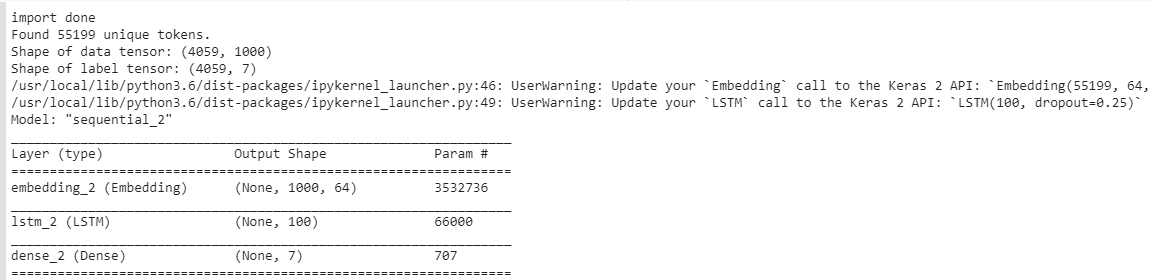 import done
Found 55199 unique tokens.
Shape of data tensor: (4059, 1000)
Shape of label tensor: (4059, 7)
/usr/local/lib/python3.6/dist-packages/ipykernel_launcher.py:46: UserWarning: Update your `Embedding` call to the Keras 2 API: `Embedding(55199, 64,
/usr/local/lib/python3.6/dist-packages/ipykernel_launcher.py:49: UserWarning: Update your `LSTM` call to the Keras 2 API: `LSTM(100, dropout=0.25)`
Model: "sequential_2"
_________________________________________________________________
Layer (type)                 Output Shape              Param #
=================================================================
embedding_2 (Embedding)      (None, 1000, 64)          3532736
_________________________________________________________________
lstm_2 (LSTM)                (None, 100)               66000
_________________________________________________________________
dense_2 (Dense)              (None, 7)                 707
=================================================================